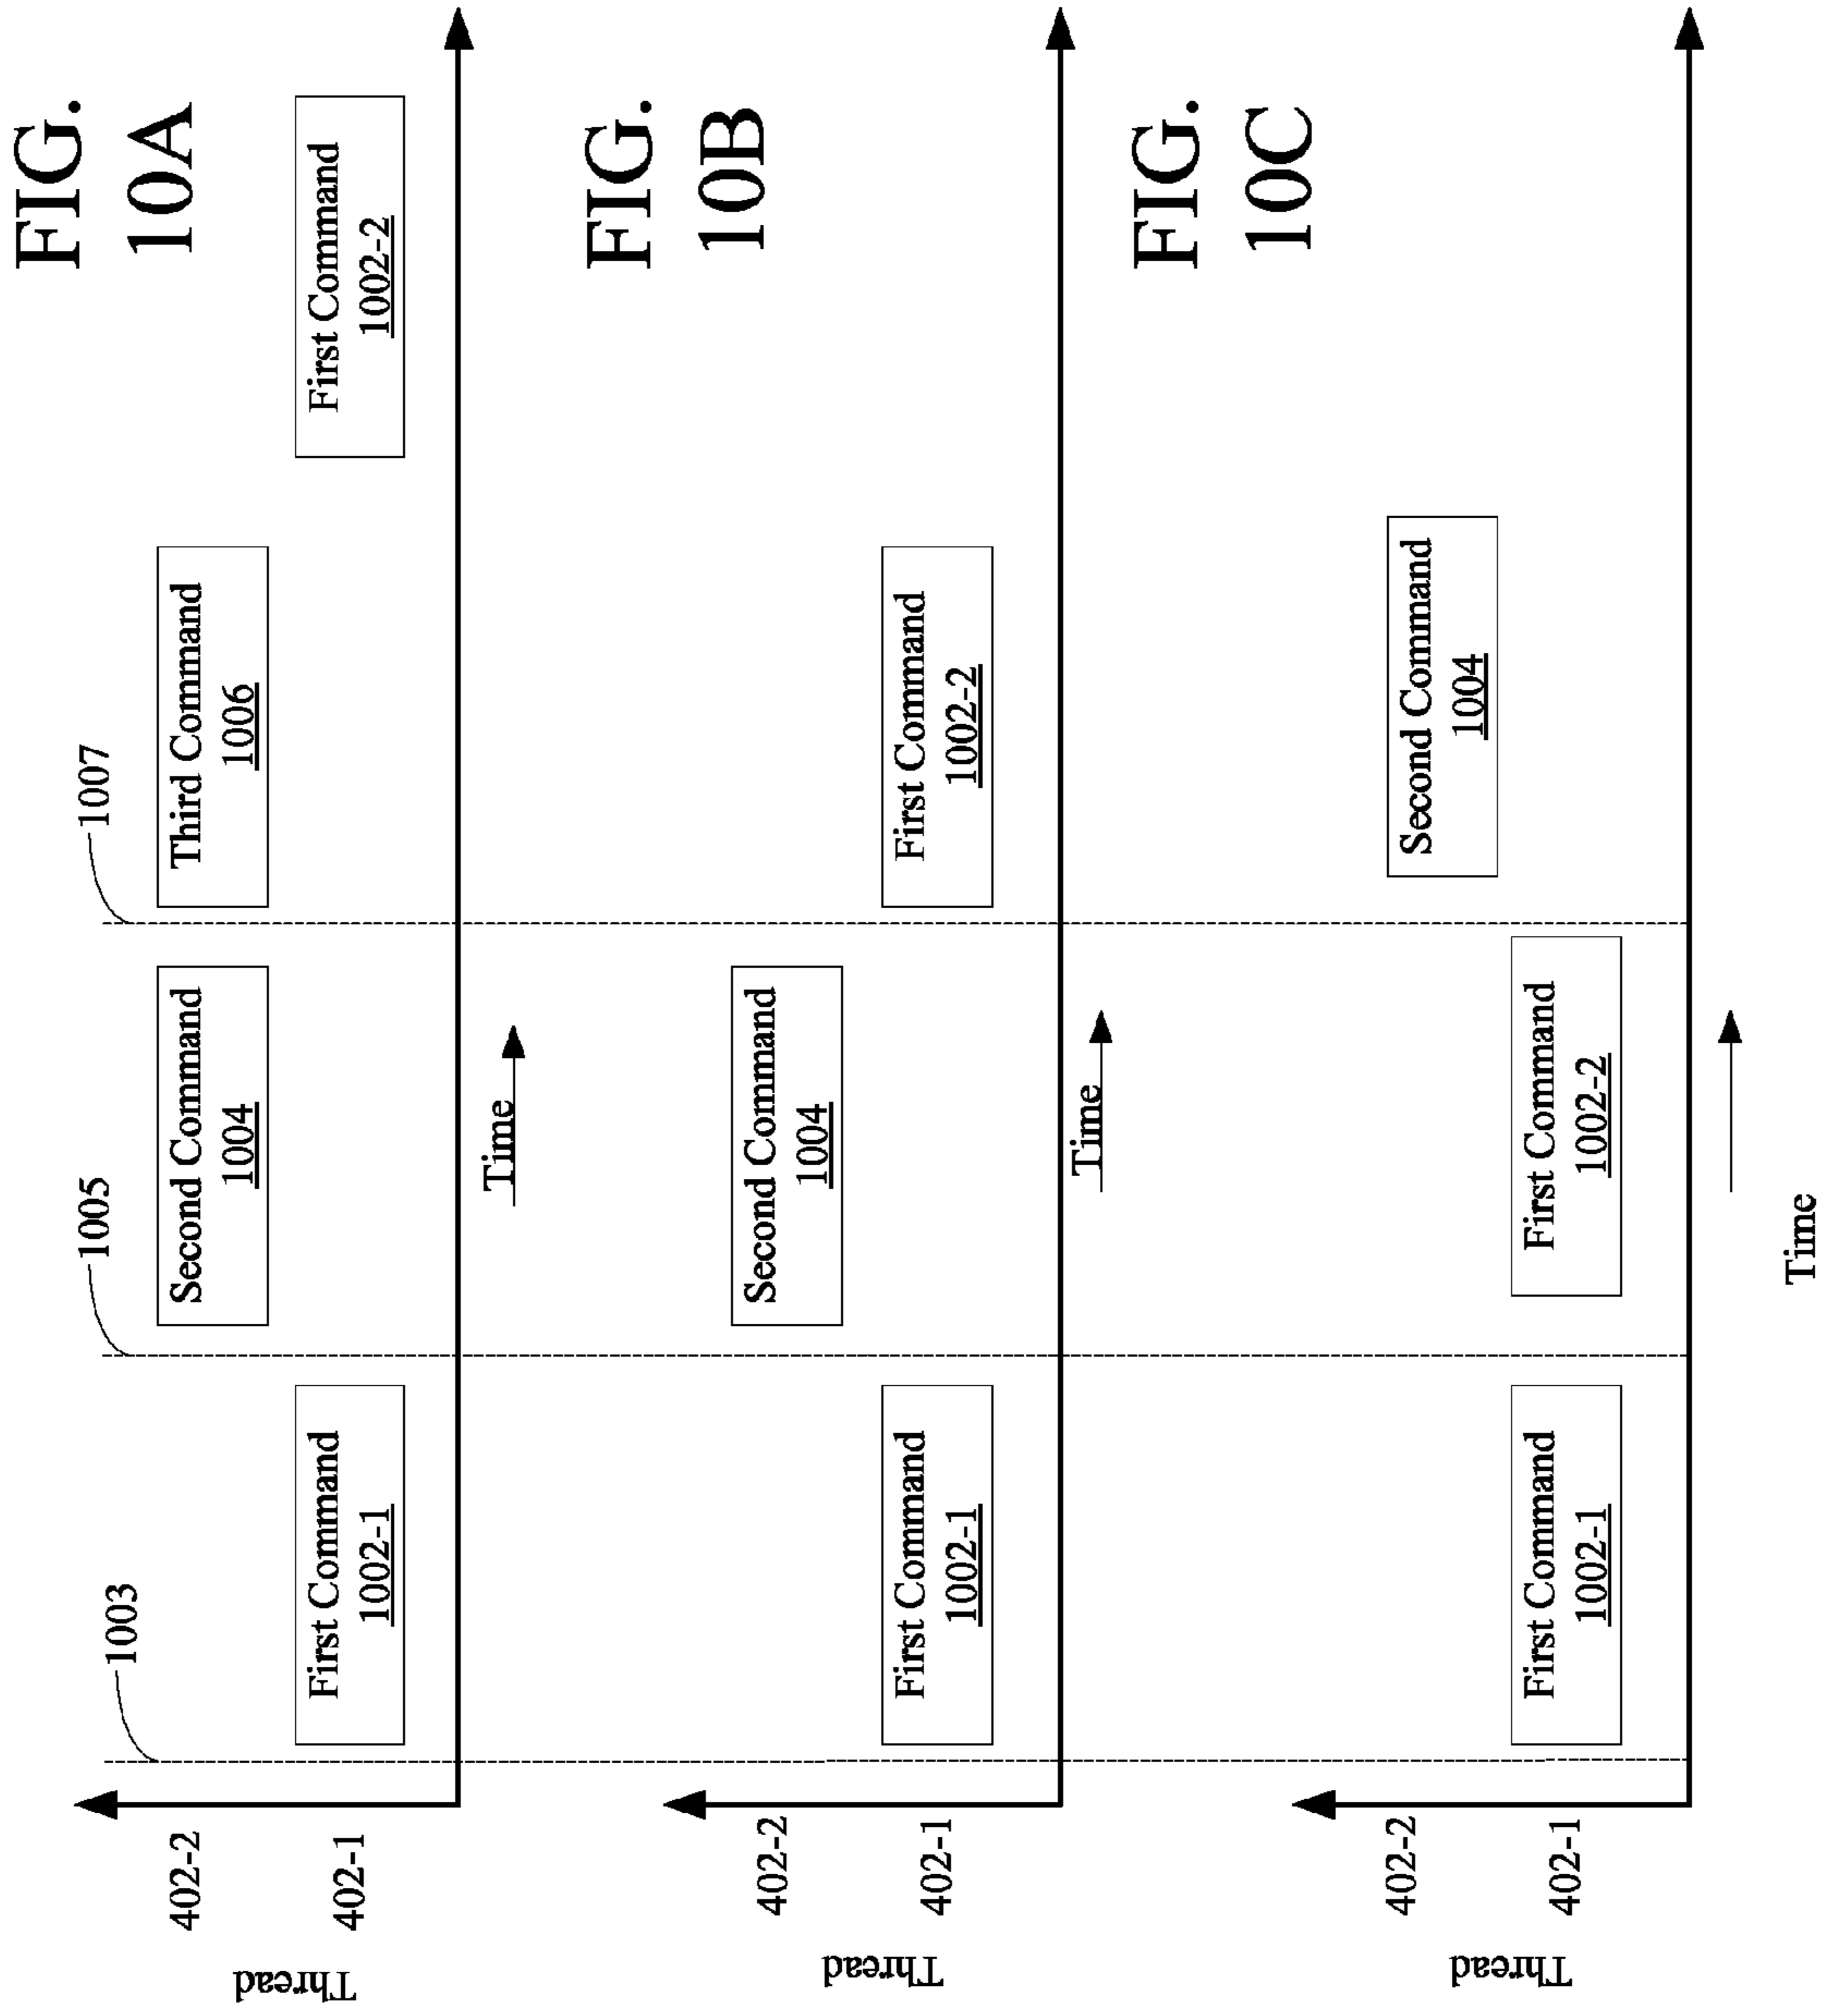 FIG.
10A
1003
1005
1007
Thread
402-2
402-1
Second Command
1004
Third Command
1006
First Command
1002-1
First Command
1002-2
Time
FIG.
10B
Thread
402-2
402-1
Second Command
1004
First Command
1002-1
First Command
1002-2
Time
FIG.
10C
Thread
402-2
402-1
Second Command
1004
First Command
1002-1
First Command
1002-2
Time